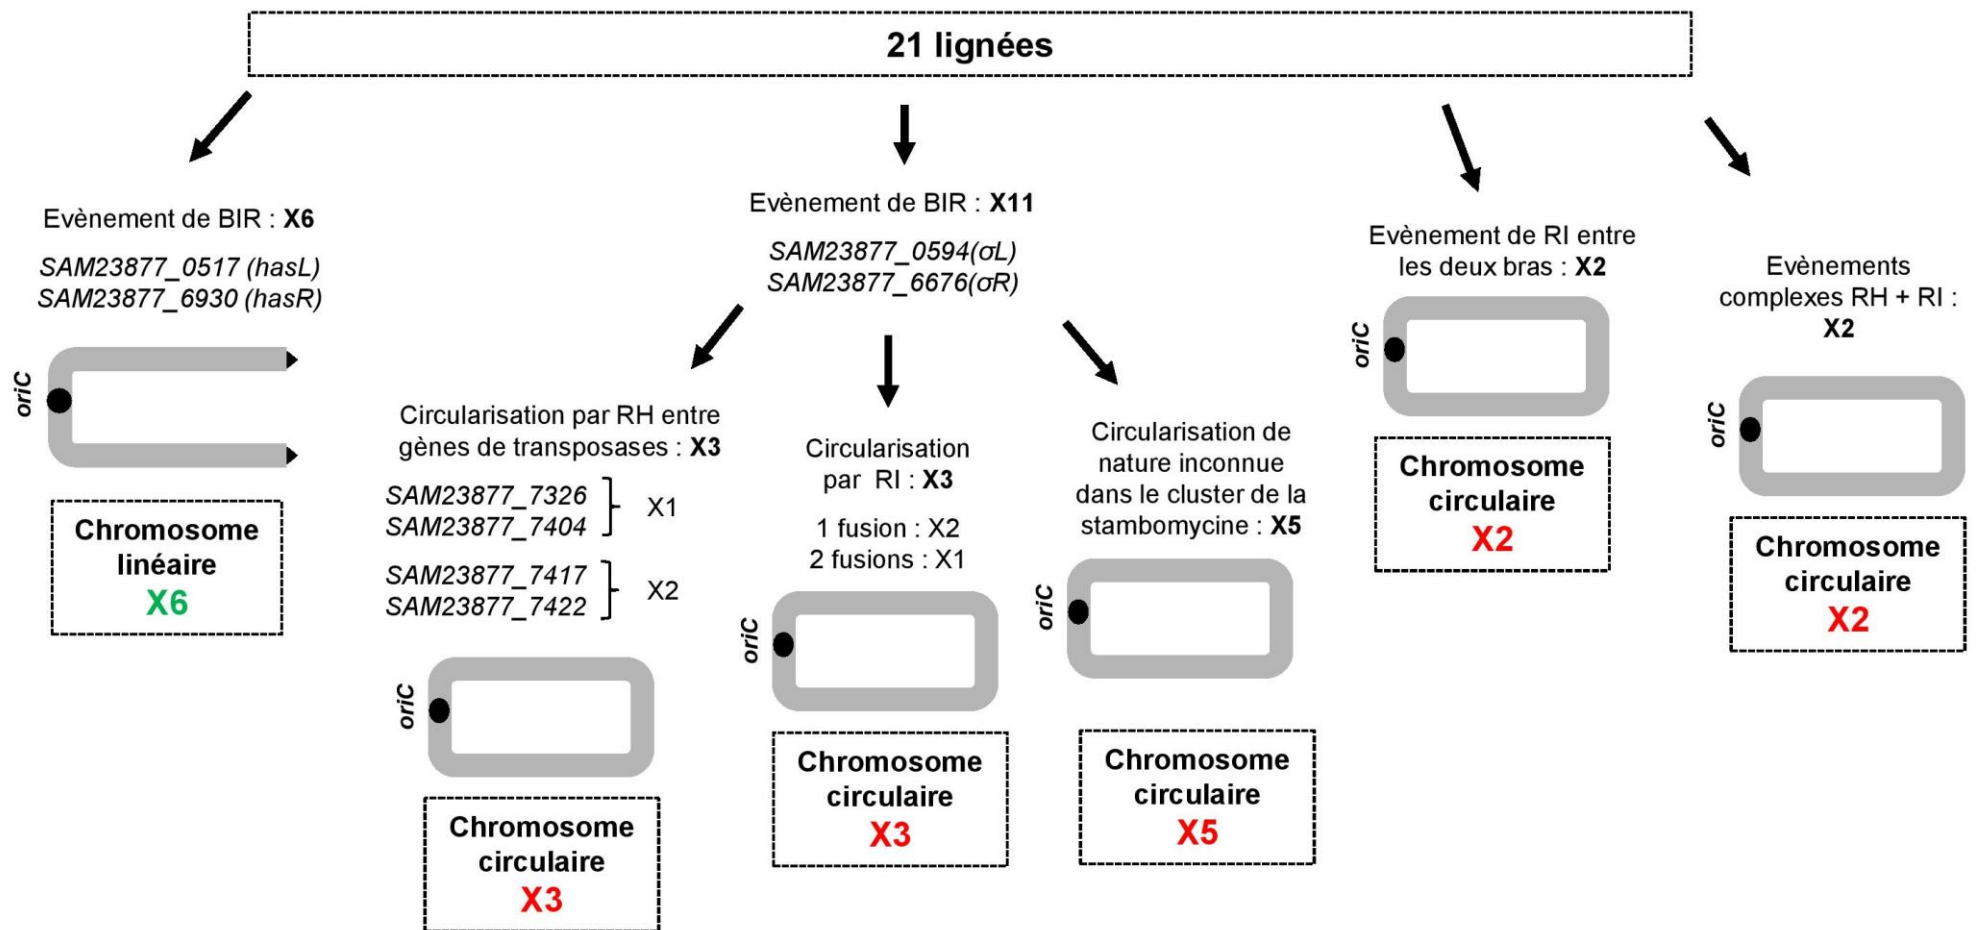 21 lignées
Evènement de BIR : X6
SAM23877_0517 (hasL)
SAM23877_6930 (hasR)
oriC
Chromosome
linéaire
X6
Evènement de BIR : X11
SAM23877_0594(σL)
SAM23877_6676(σR)
Circularisation par RH entre
gènes de transposases : X3
SAM23877_7326
SAM23877_7404
X1
SAM23877_7417
SAM23877_7422
X2
oriC
Chromosome
circulaire
X3
Circularisation
par RI : X3
1 fusion : X2
2 fusions : X1
oriC
Chromosome
circulaire
X3
Circularisation de
nature inconnue
dans le cluster de la
stambomycine : X5
oriC
Chromosome
circulaire
X5
Evènement de RI entre
les deux bras : X2
oriC
Chromosome
circulaire
X2
Evènements
complexes RH + RI :
X2
oriC
Chromosome
circulaire
X2